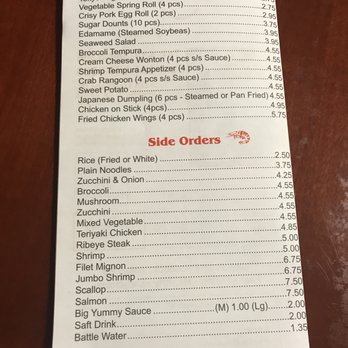 Vegetable Spring Roll (4 pcs) 2.75
Crisy Pork Egg Roll (2 pcs) 2.95
Sugar Dounts (10 pcs) 3.75
Edamame (Steamed Soybeas) 3.95
Seaweed Salad 4.55
Broccoli Tempura 4.55
Cream Cheese Wonton (4 pcs s/s Sauce) 4.55
Shrimp Tempura Appetizer (4 pcs) 4.55
Crab Rangoon (4 pcs s/s Sauce) 4.55
Sweet Potato 4.55
Japanese Dumpling (6 pcs - Steamed or Pan Fried) 4.55
Chicken on Stick (4pcs) 4.95
Fried Chicken Wings (4 pcs) 5.75
Side Orders
Rice (Fried or White) 2.50
Plain Noodles 3.75
Zucchini & Onion 4.25
Broccoli 4.55
Mushroom 4.55
Zucchini 4.55
Mixed Vegetable 4.55
Teriyaki Chicken 4.85
Ribeye Steak 5.00
Shrimp 5.00
Filet Mignon 6.75
Jumbo Shrimp 6.75
Scallop 7.50
Salmon 7.50
Big Yummy Sauce (M) 1.00 (Lg) 2.00
Saft Drink 2.00
Battle Water 1.35